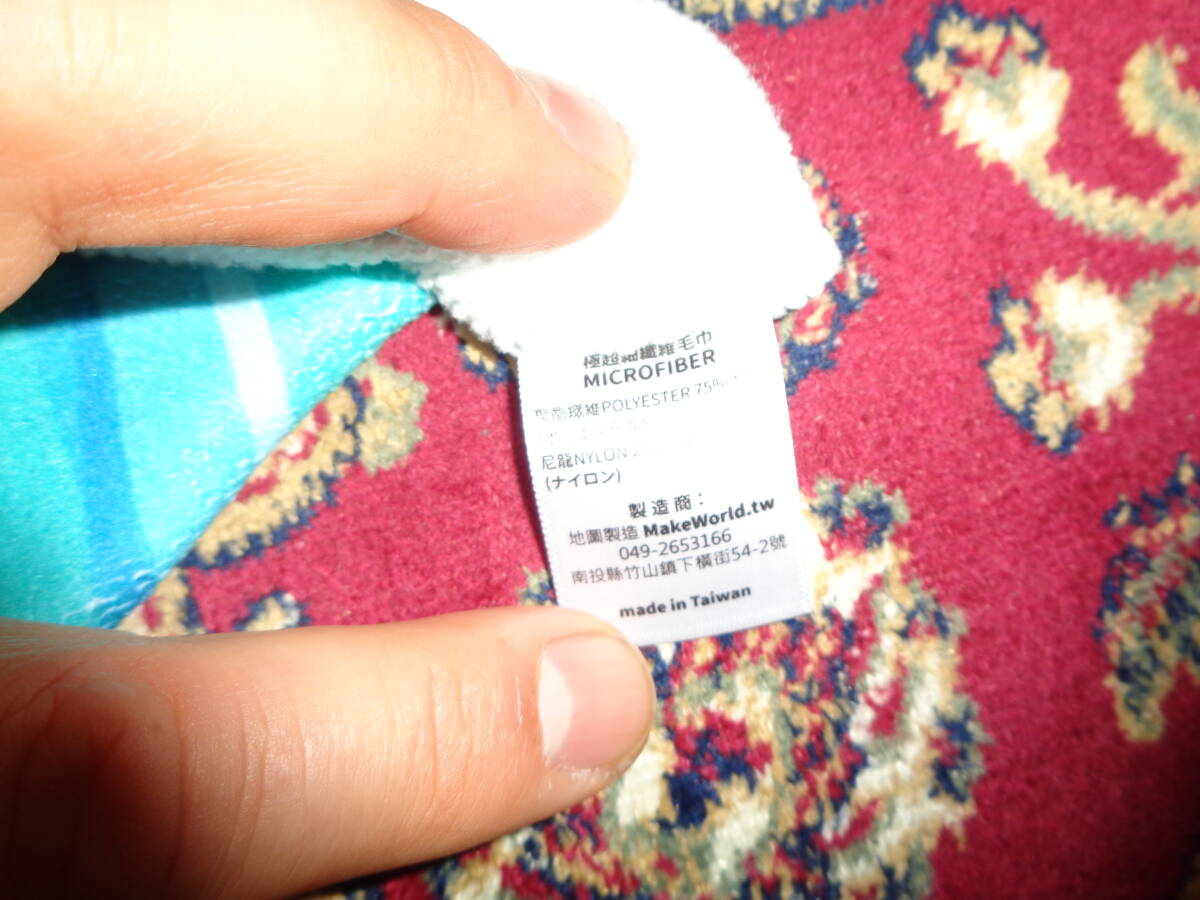 極超細纖維毛巾
MICROFIBER
聚酯纖維POLYESTER 75%
尼龍NYLON
(ナイロン)
製造商：
地圖製造 MakeWorld.tw
049-2653166
南投縣竹山鎮下橫街54-2號
made in Taiwan